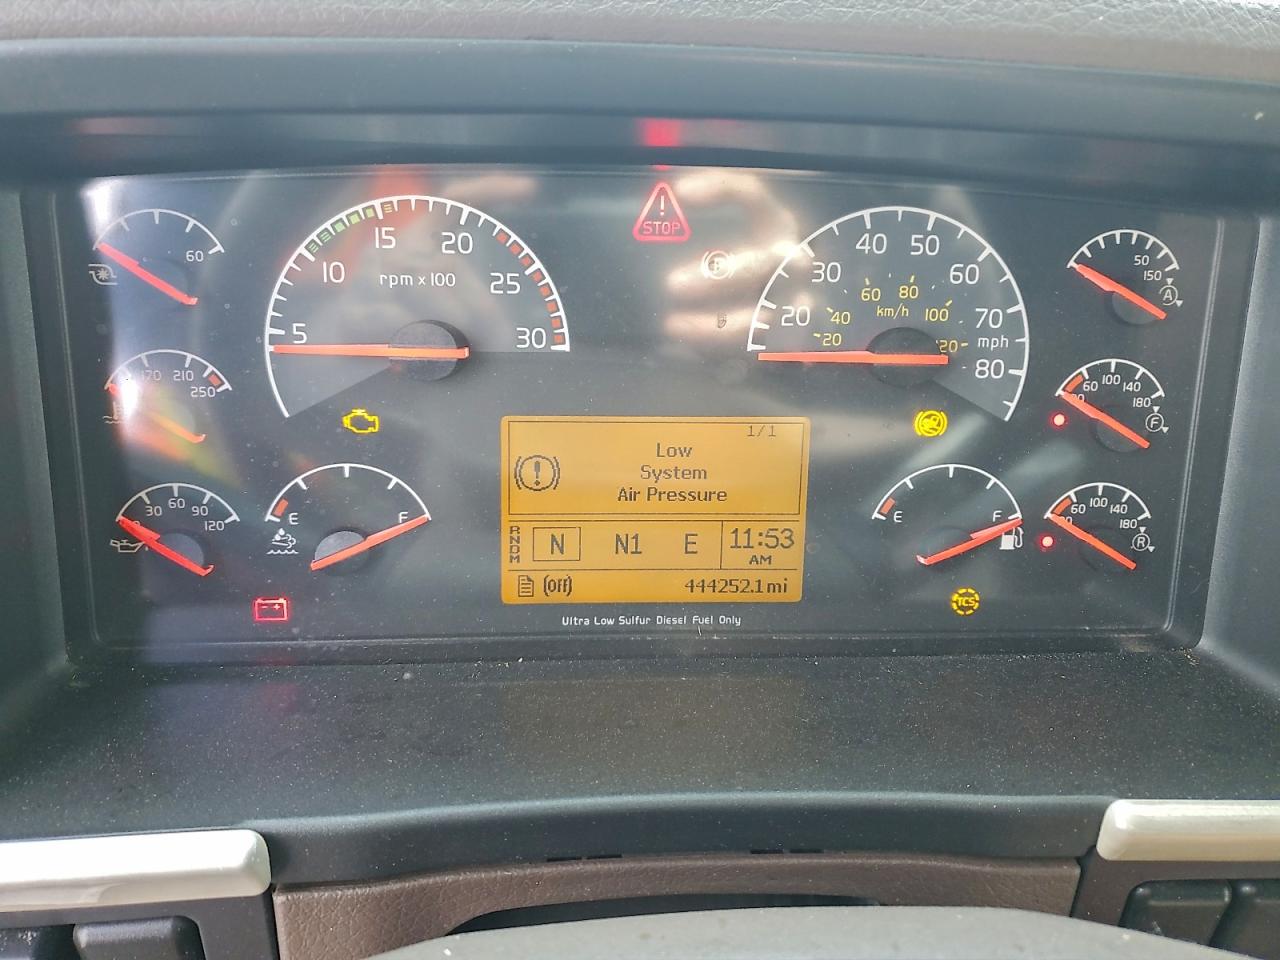 STOP
60
5 10 15 20 25 30
rpm x 100
20 30 40 50 60 70 80
mph
20 40 60 80 100 120
km/h
50 150
A
170 210 250
60 100 140 180
F
30 60 90 120
E F
E F
60 100 140 180
R
1/1
Low
System
Air Pressure
R
N
D
M
N N1 E 11:53
AM
(Off) 444252.1mi
TCS
Ultra Low Sulfur Diesel Fuel Only